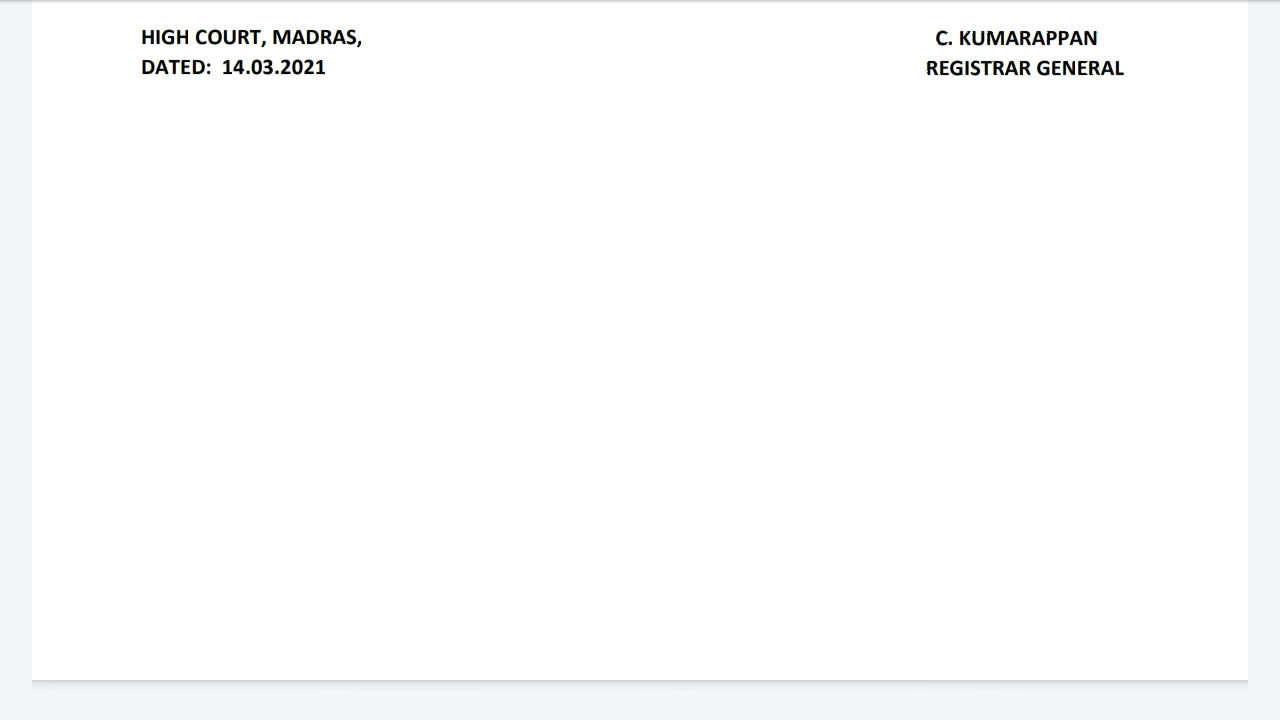 HIGH COURT, MADRAS,
DATED: 14.03.2021
C. KUMARAPPAN
REGISTRAR GENERAL